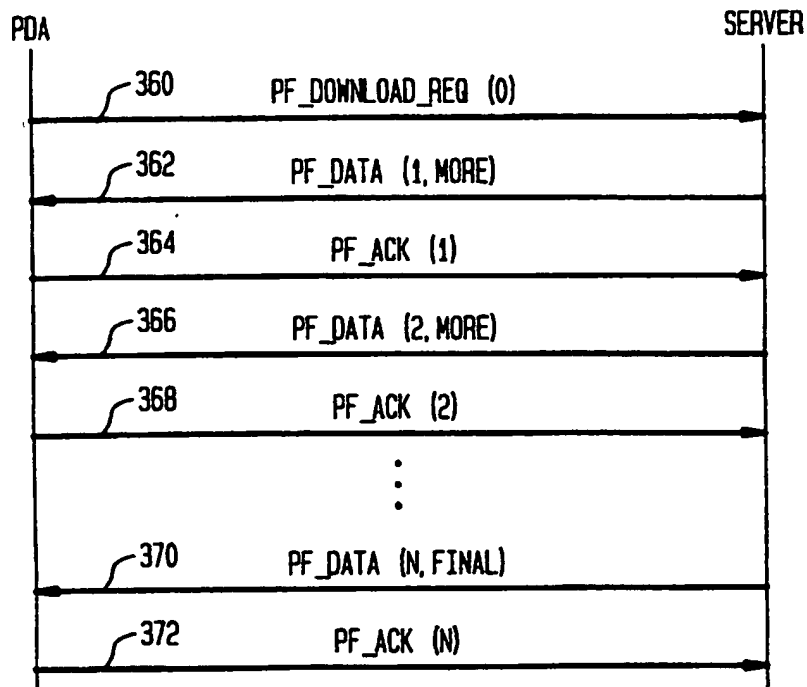 PDA
SERVER
360
PF_DOWNLOAD_REQ (0)
362
PF_DATA (1, MORE)
364
PF_ACK (1)
366
PF_DATA (2, MORE)
368
PF_ACK (2)
370
PF_DATA (N, FINAL)
372
PF_ACK (N)